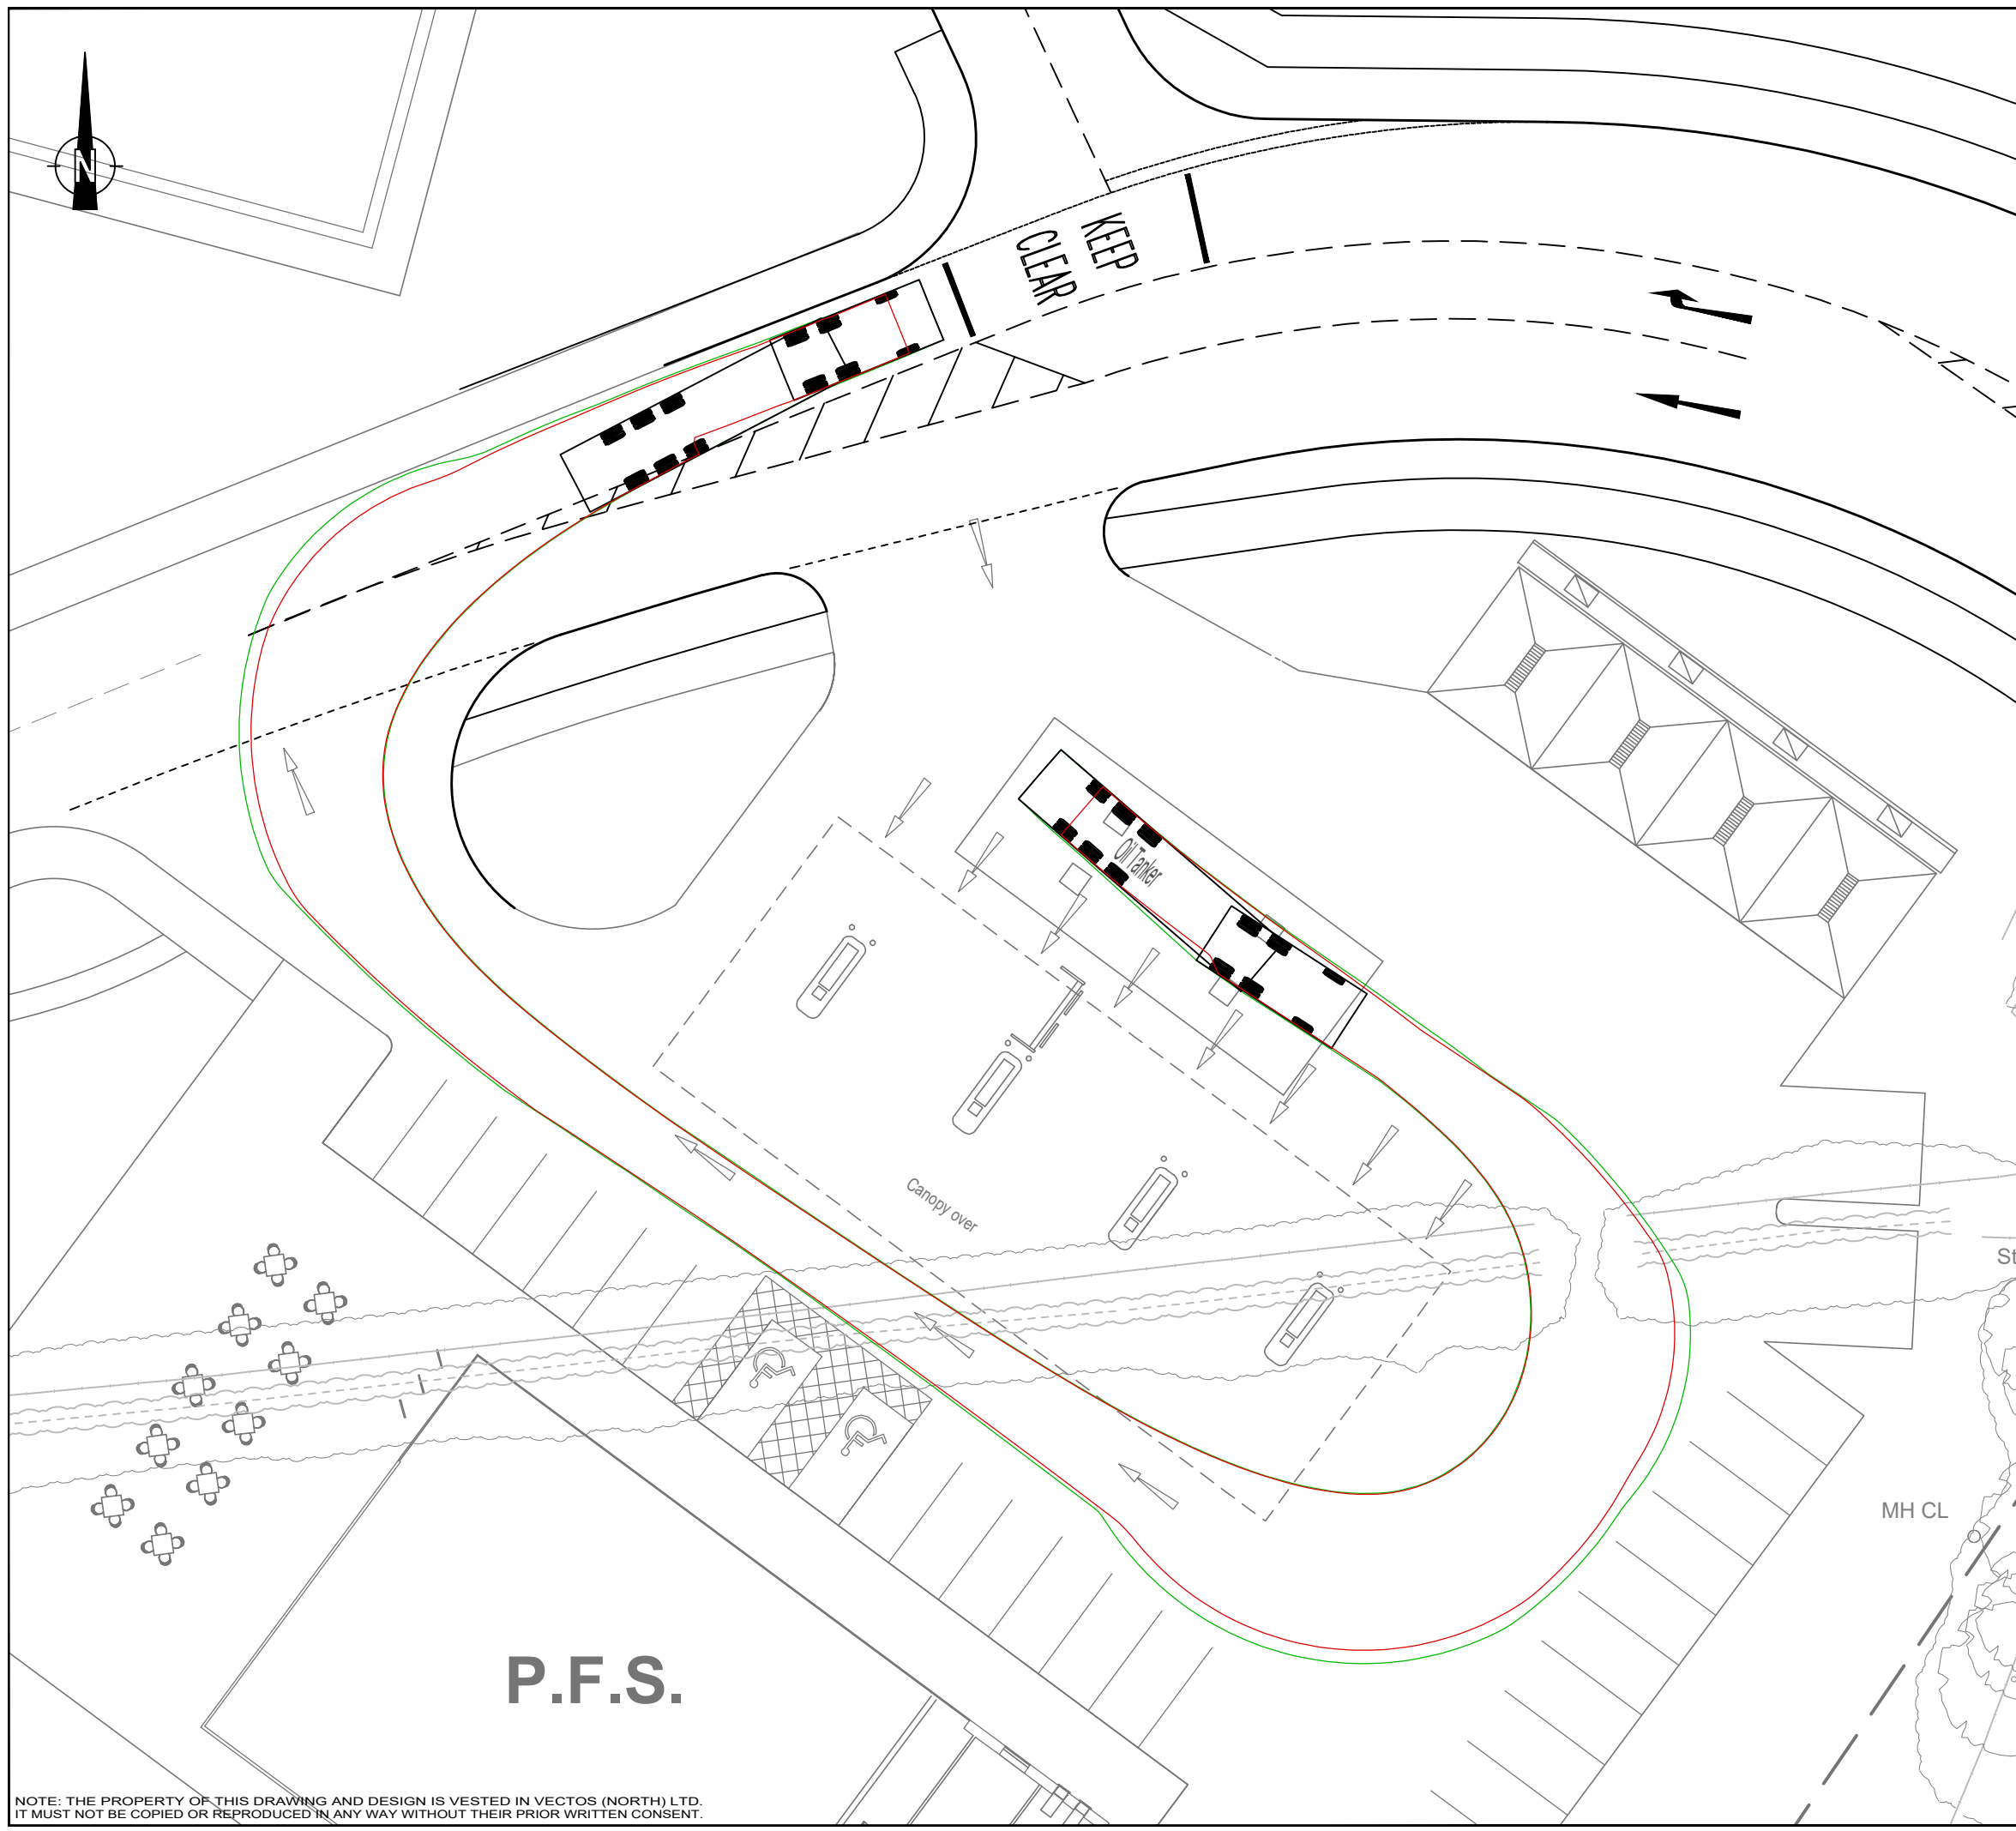 N
KEEP
CLEAR
Oil Tanker
Canopy over
St
MH CL
P.F.S.
NOTE: THE PROPERTY OF THIS DRAWING AND DESIGN IS VESTED IN VECTOS (NORTH) LTD.
IT MUST NOT BE COPIED OR REPRODUCED IN ANY WAY WITHOUT THEIR PRIOR WRITTEN CONSENT.